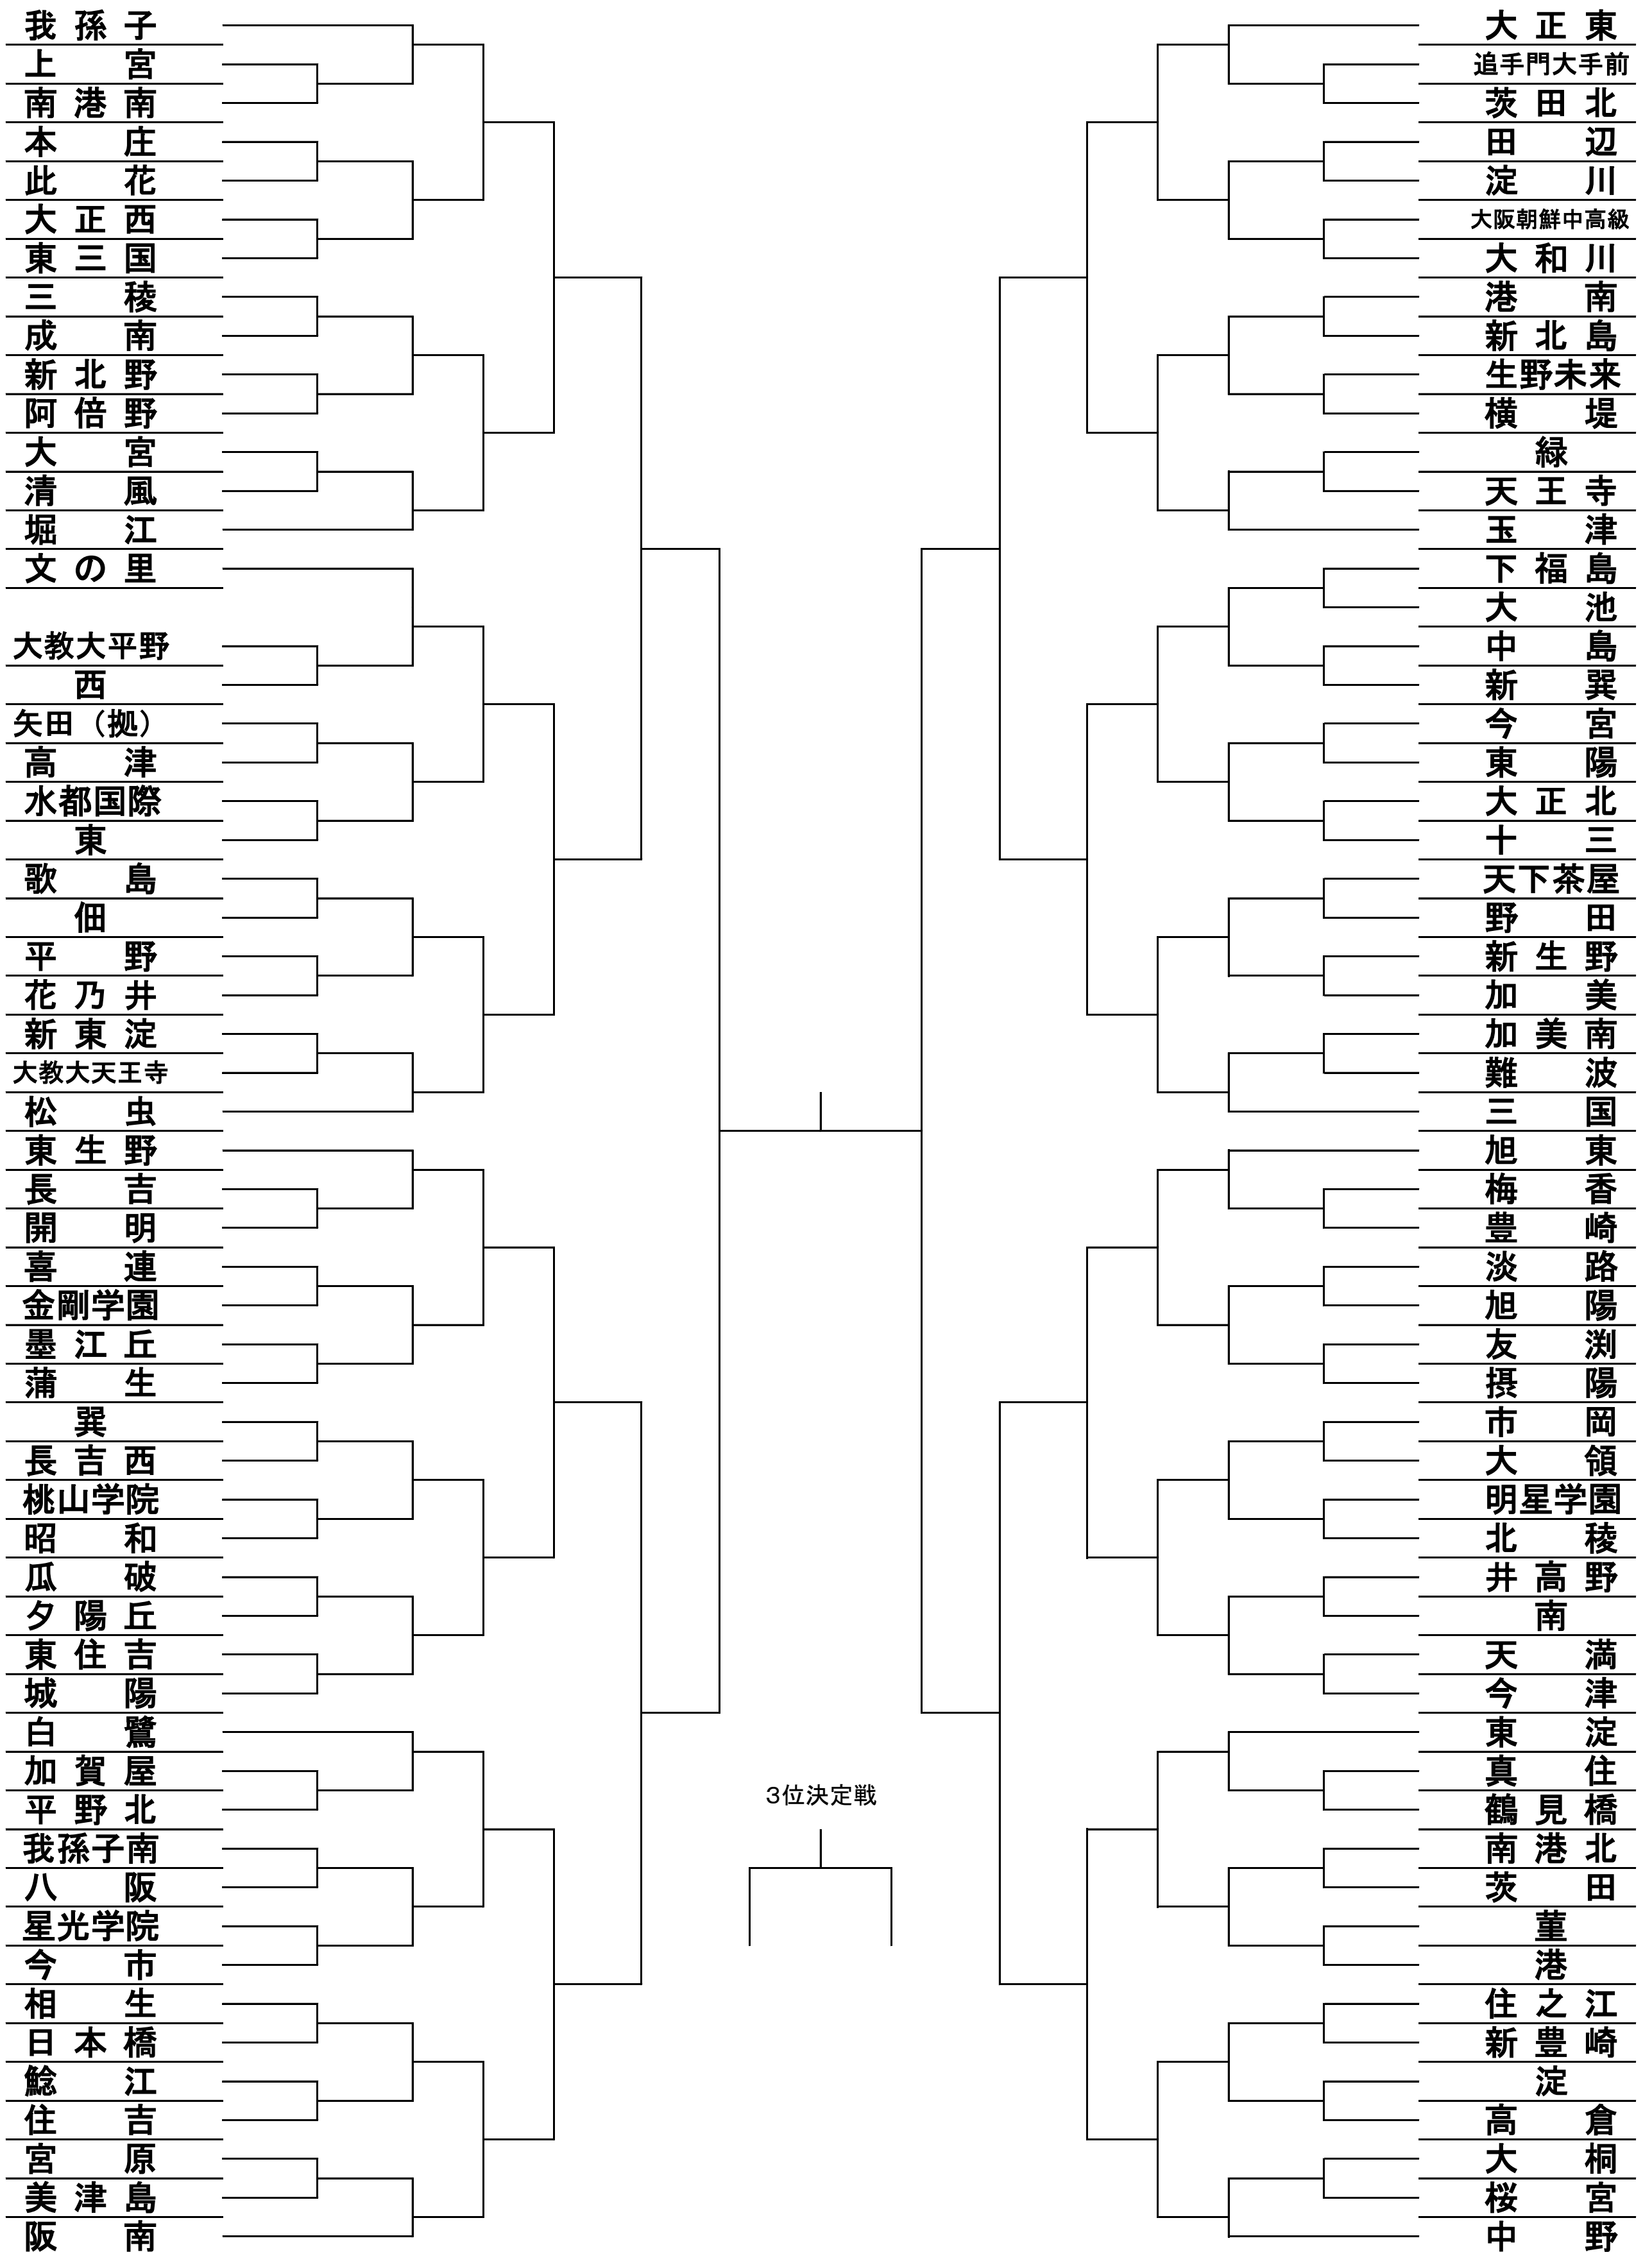 我孫子
上宮
南港南
本庄
此花
大正西
東三国
三稜
成南
新北野
阿倍野
大宮
清風
堀江
文の里
大教大平野
西
矢田（拠）
高津
水都国際
東
歌島
佃
平野
花乃井
新東淀
大教大天王寺
松虫
東生野
長吉
開明
喜連
金剛学園
墨江丘
蒲生
巽
長吉西
桃山学院
昭和
瓜破
夕陽丘
東住吉
城陽
白鷺
加賀屋
平野北
我孫子南
八阪
星光学院
今市
相生
日本橋
鯰江
住吉
宮原
美津島
阪南
3位決定戦
大正東
追手門大手前
茨田北
田辺
淀川
大阪朝鮮中高級
大和川
港南
新北島
生野未来
横堤
緑
天王寺
玉津
下福島
大池
中島
新巽
今宮
東陽
大正北
十三
天下茶屋
野田
新生野
加美
加美南
難波
三国
旭東
梅香
豊崎
淡路
旭陽
友渕
摂陽
市岡
大領
明星学園
北稜
井高野
南
天満
今津
東淀
真住
鶴見橋
南港北
茨田
菫
港
住之江
新豊崎
淀
高倉
大桐
桜宮
中野